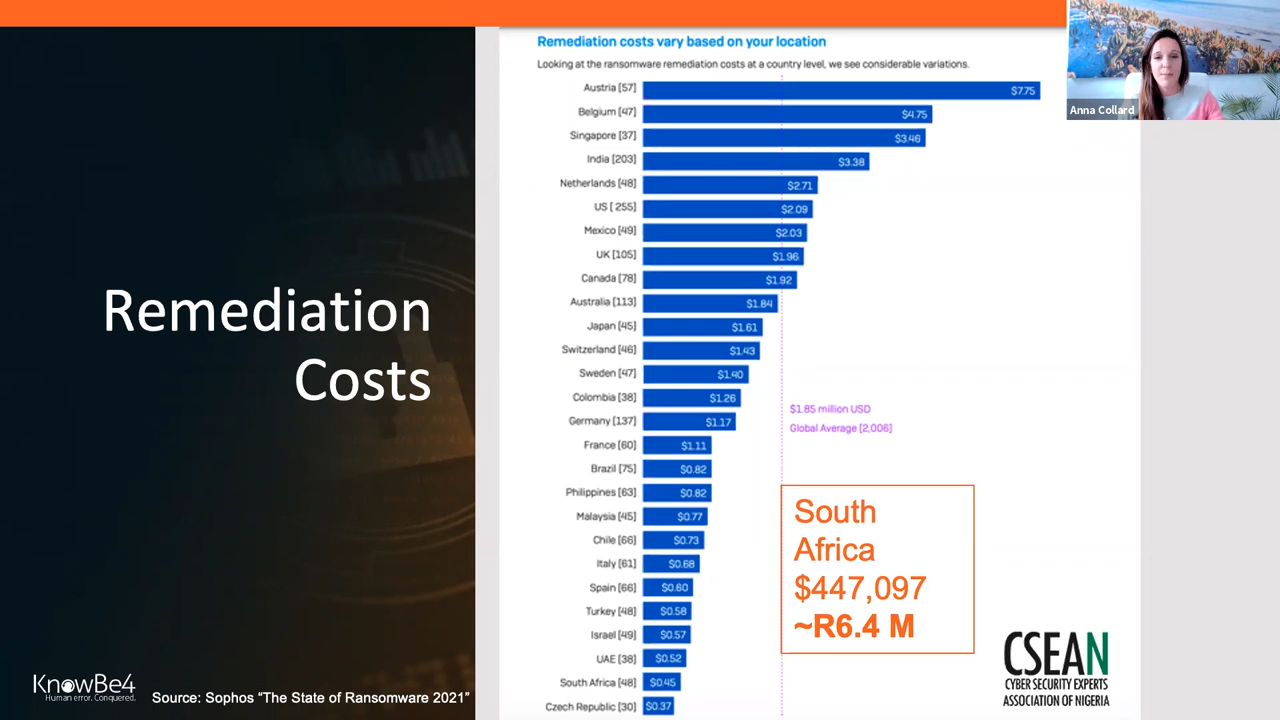 Remediation costs vary based on your location
Looking at the ransomware remediation costs at a country level, we see considerable variations.
Anna Collard
Austria [57] $7.75
Belgium [47] $4.75
Singapore [37] $3.46
India [203] $3.38
Netherlands [48] $2.71
US [ 255] $2.09
Mexico [49] $2.03
UK [105] $1.96
Canada [78] $1.92
Australia [113] $1.84
Japan [45] $1.61
Switzerland [46] $1.43
Sweden [47] $1.40
Colombia [38] $1.26
Germany [137] $1.17
France [60] $1.11
Brazil [75] $0.82
Philippines [63] $0.82
Malaysia [45] $0.77
Chile [66] $0.73
Italy [61] $0.68
Spain [66] $0.60
Turkey [48] $0.58
Israel [49] $0.57
UAE [38] $0.52
South Africa [48] $0.45
Czech Republic [30] $0.37
$1.85 million USD
Global Average [2,006]
Remediation
Costs
South
Africa
$447,097
~R6.4 M
KnowBe4
Human error. Conquered.
Source: Sophos “The State of Ransomware 2021”
CSEAN
CYBER SECURITY EXPERTS
ASSOCIATION OF NIGERIA